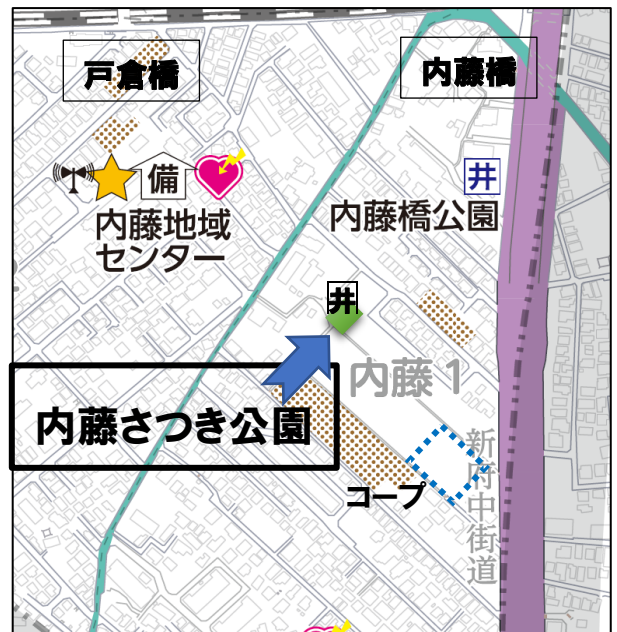 戸倉橋
内藤橋
備
井
内藤地域
センター
内藤橋公園
井
内藤1
内藤さつき公園
コープ
新府中街道